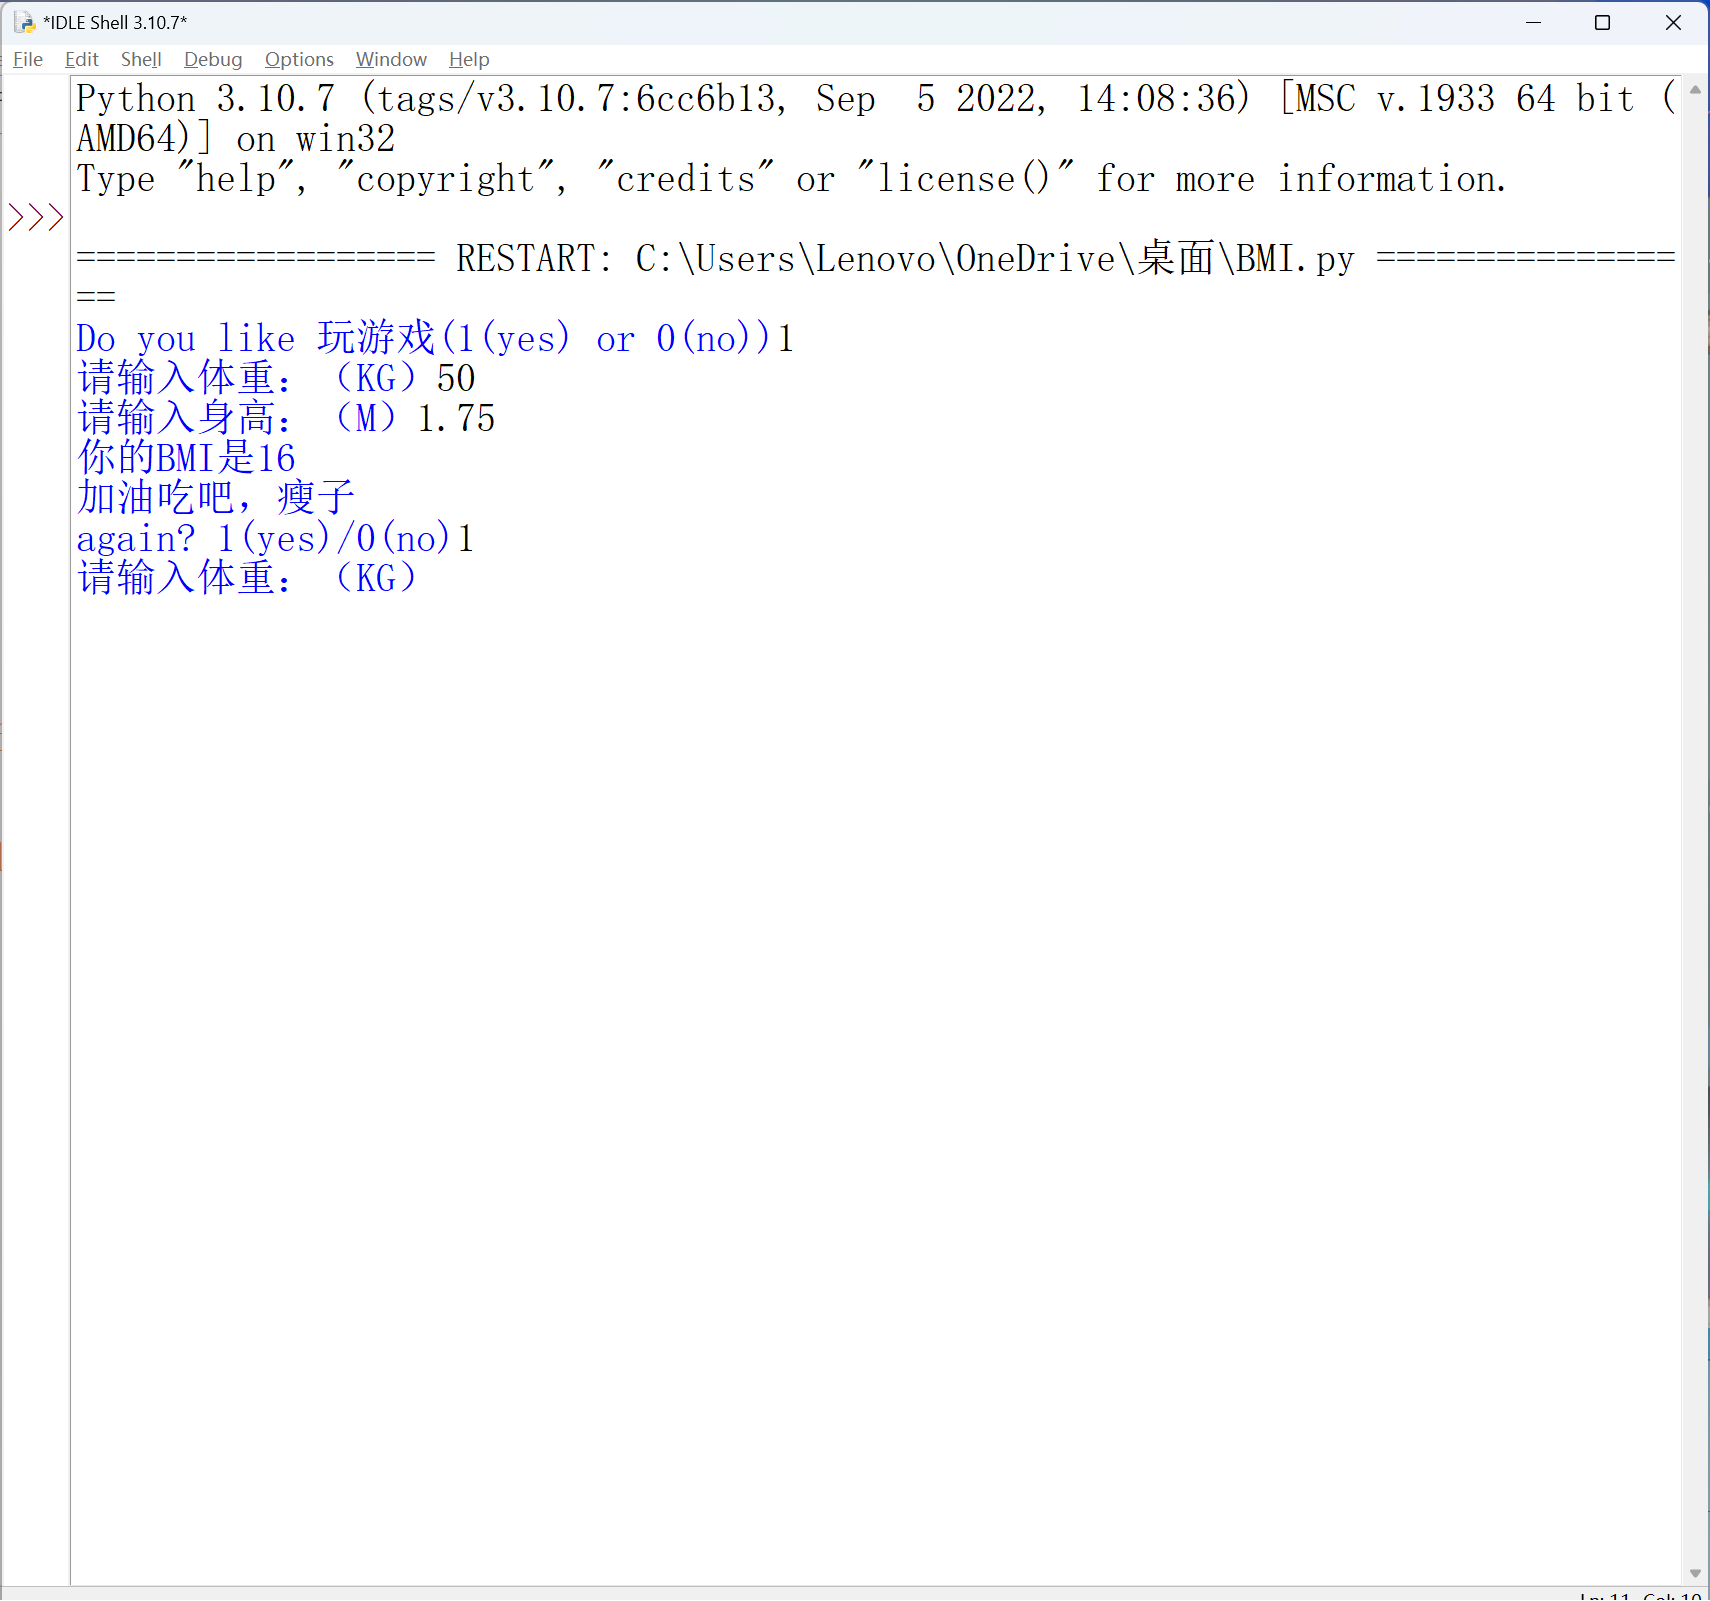 *IDLE Shell 3.10.7*
File Edit Shell Debug Options Window Help
Python 3.10.7 (tags/v3.10.7:6cc6b13, Sep  5 2022, 14:08:36) [MSC v.1933 64 bit (
AMD64)] on win32
Type "help", "copyright", "credits" or "license()" for more information.
>>>
================== RESTART: C:\Users\Lenovo\OneDrive\桌面\BMI.py ===============
==
Do you like 玩游戏(1(yes) or 0(no))1
请输入体重：（KG）50
请输入身高：（M）1.75
你的BMI是16
加油吃吧，瘦子
again? 1(yes)/0(no)1
请输入体重：（KG）
Ln: 11 Col: 10